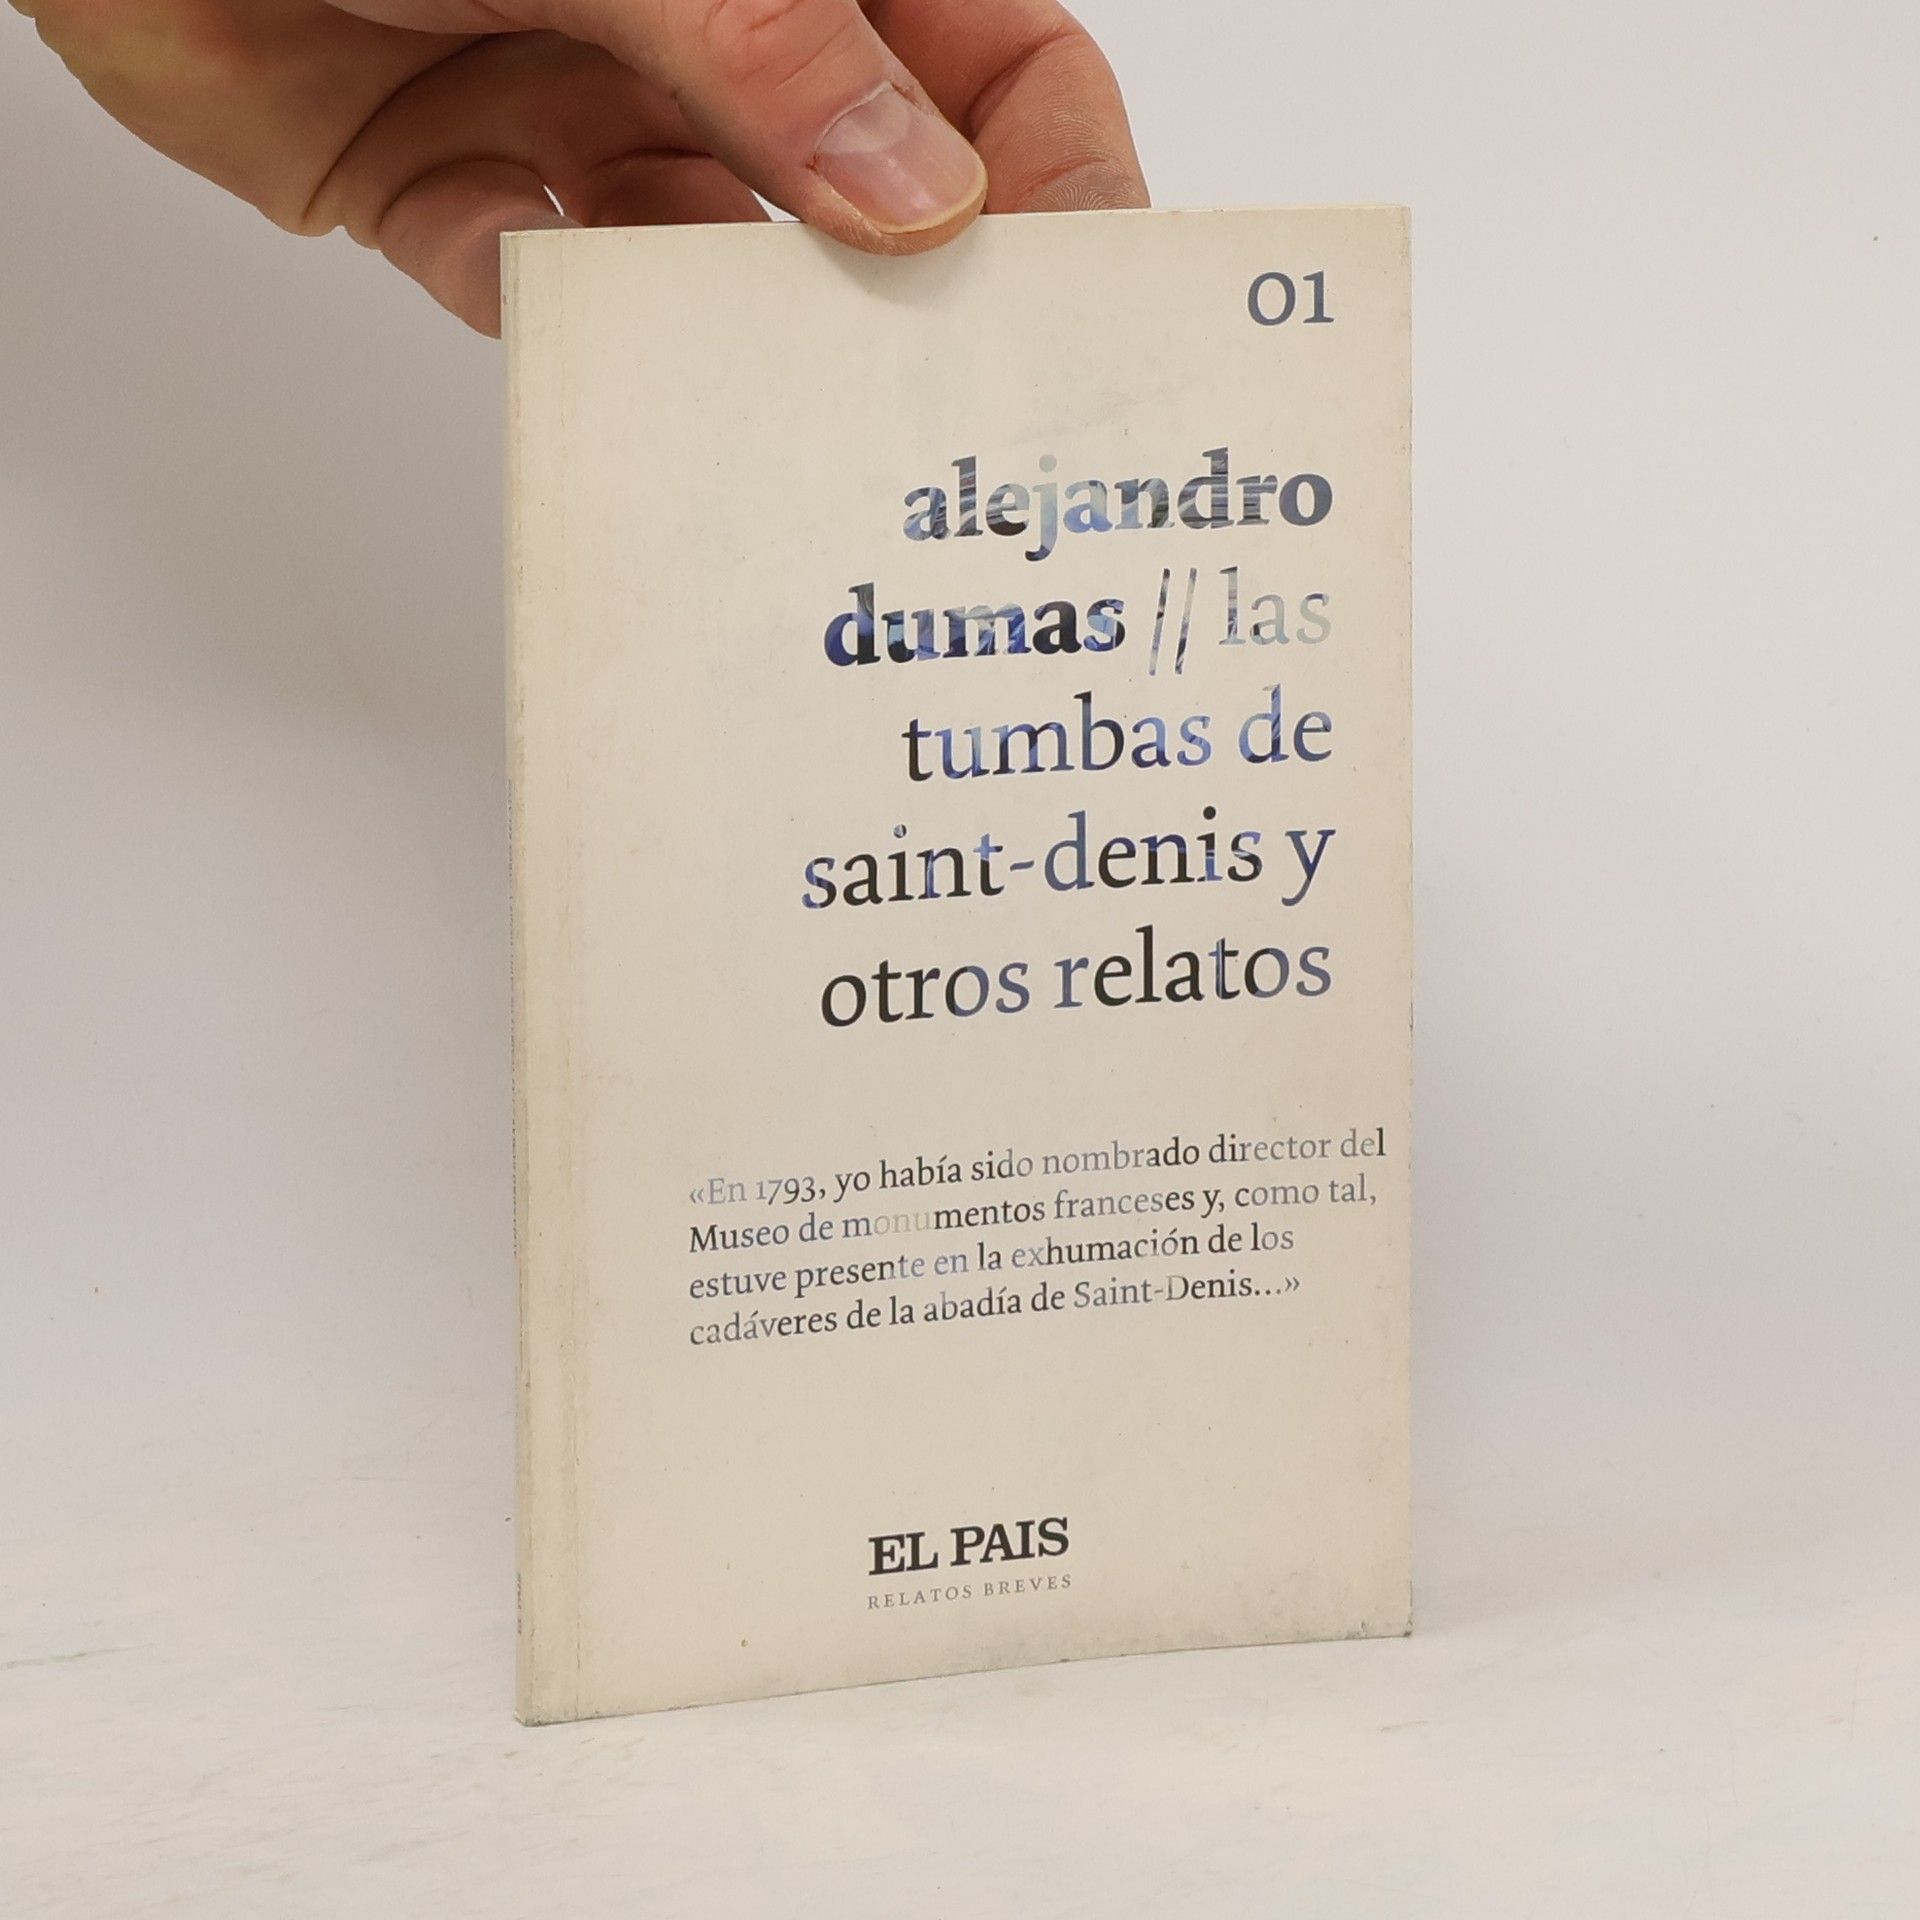 01
alejandro
dumas // las
tumbas de
saint-denis y
otros relatos
«En 1793, yo había sido nombrado director del
Museo de monumentos franceses y, como tal,
estuve presente en la exhumación de los
cadáveres de la abadía de Saint-Denis...»
EL PAIS
RELATOS BREVES